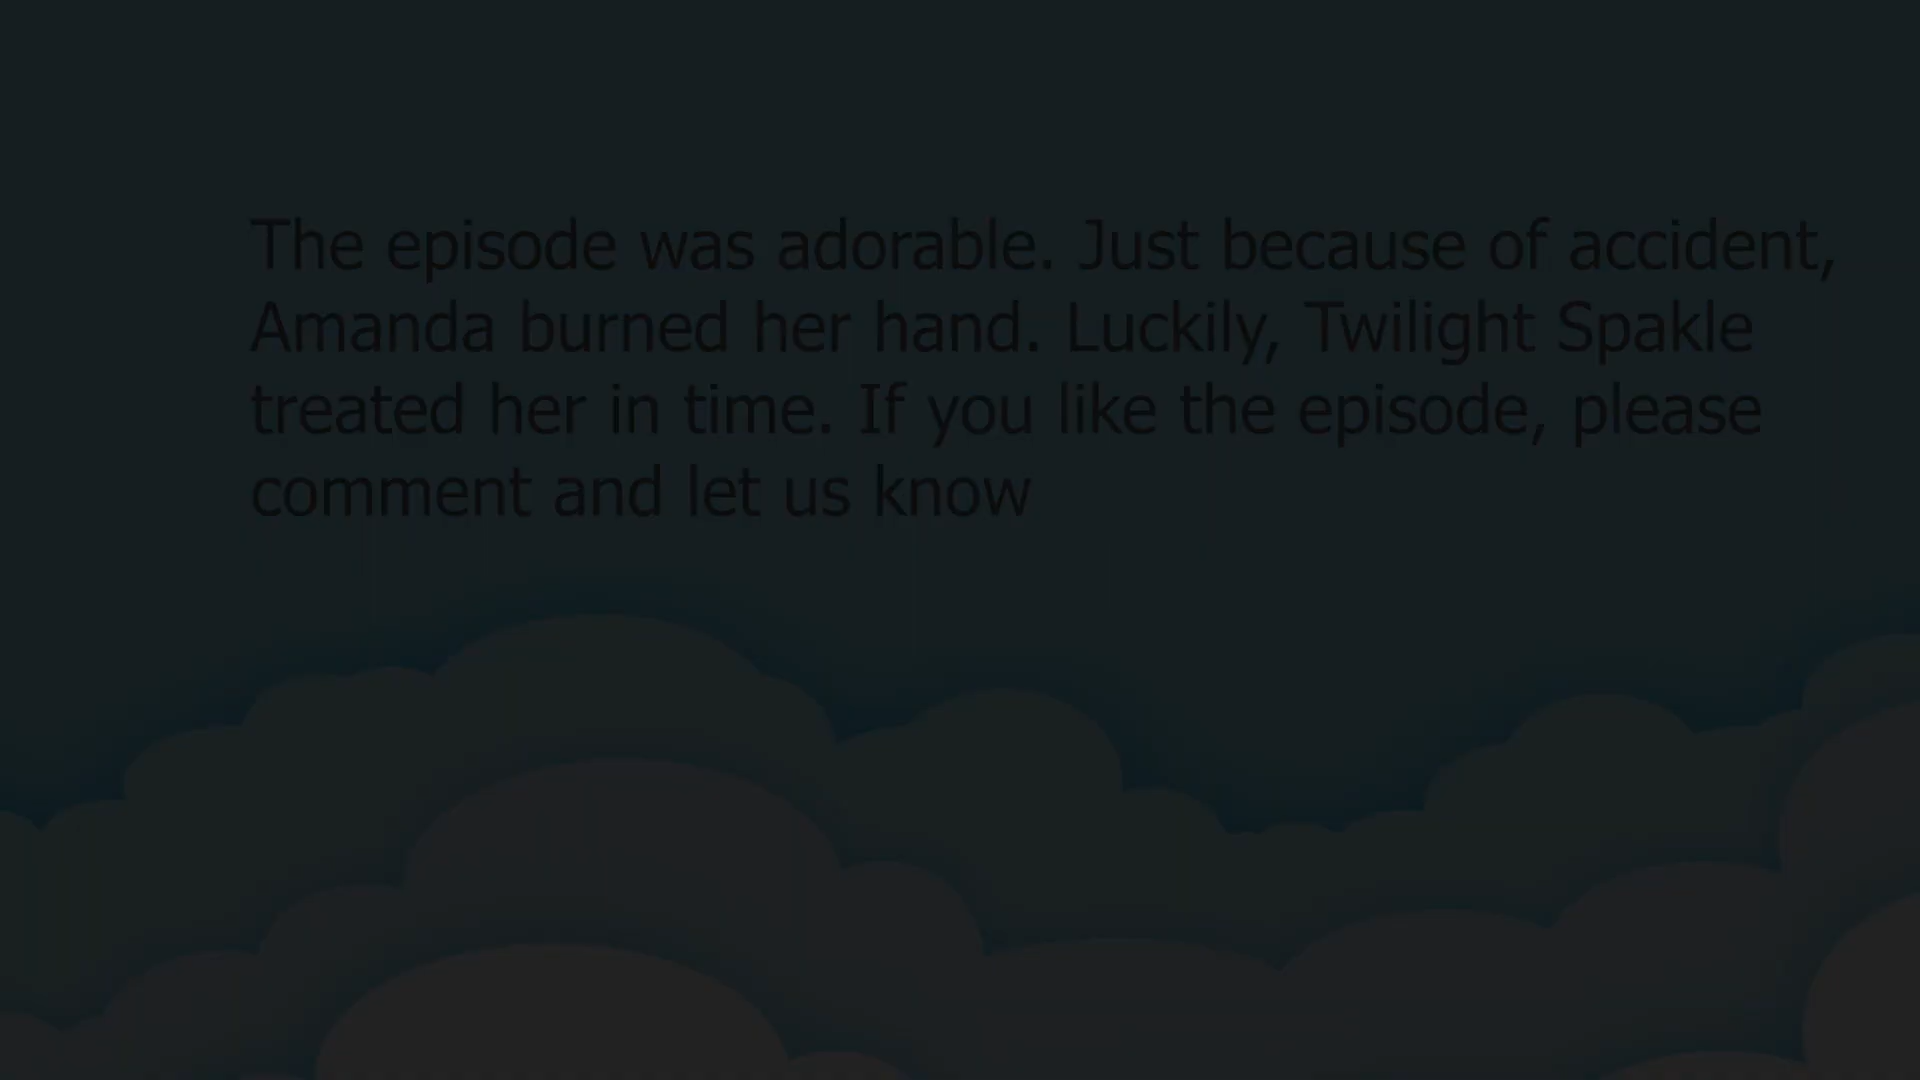 The episode was adorable. Just because of accident,
Amanda burned her hand. Luckily, Twilight Spakle
treated her in time. If you like the episode, please
comment and let us know